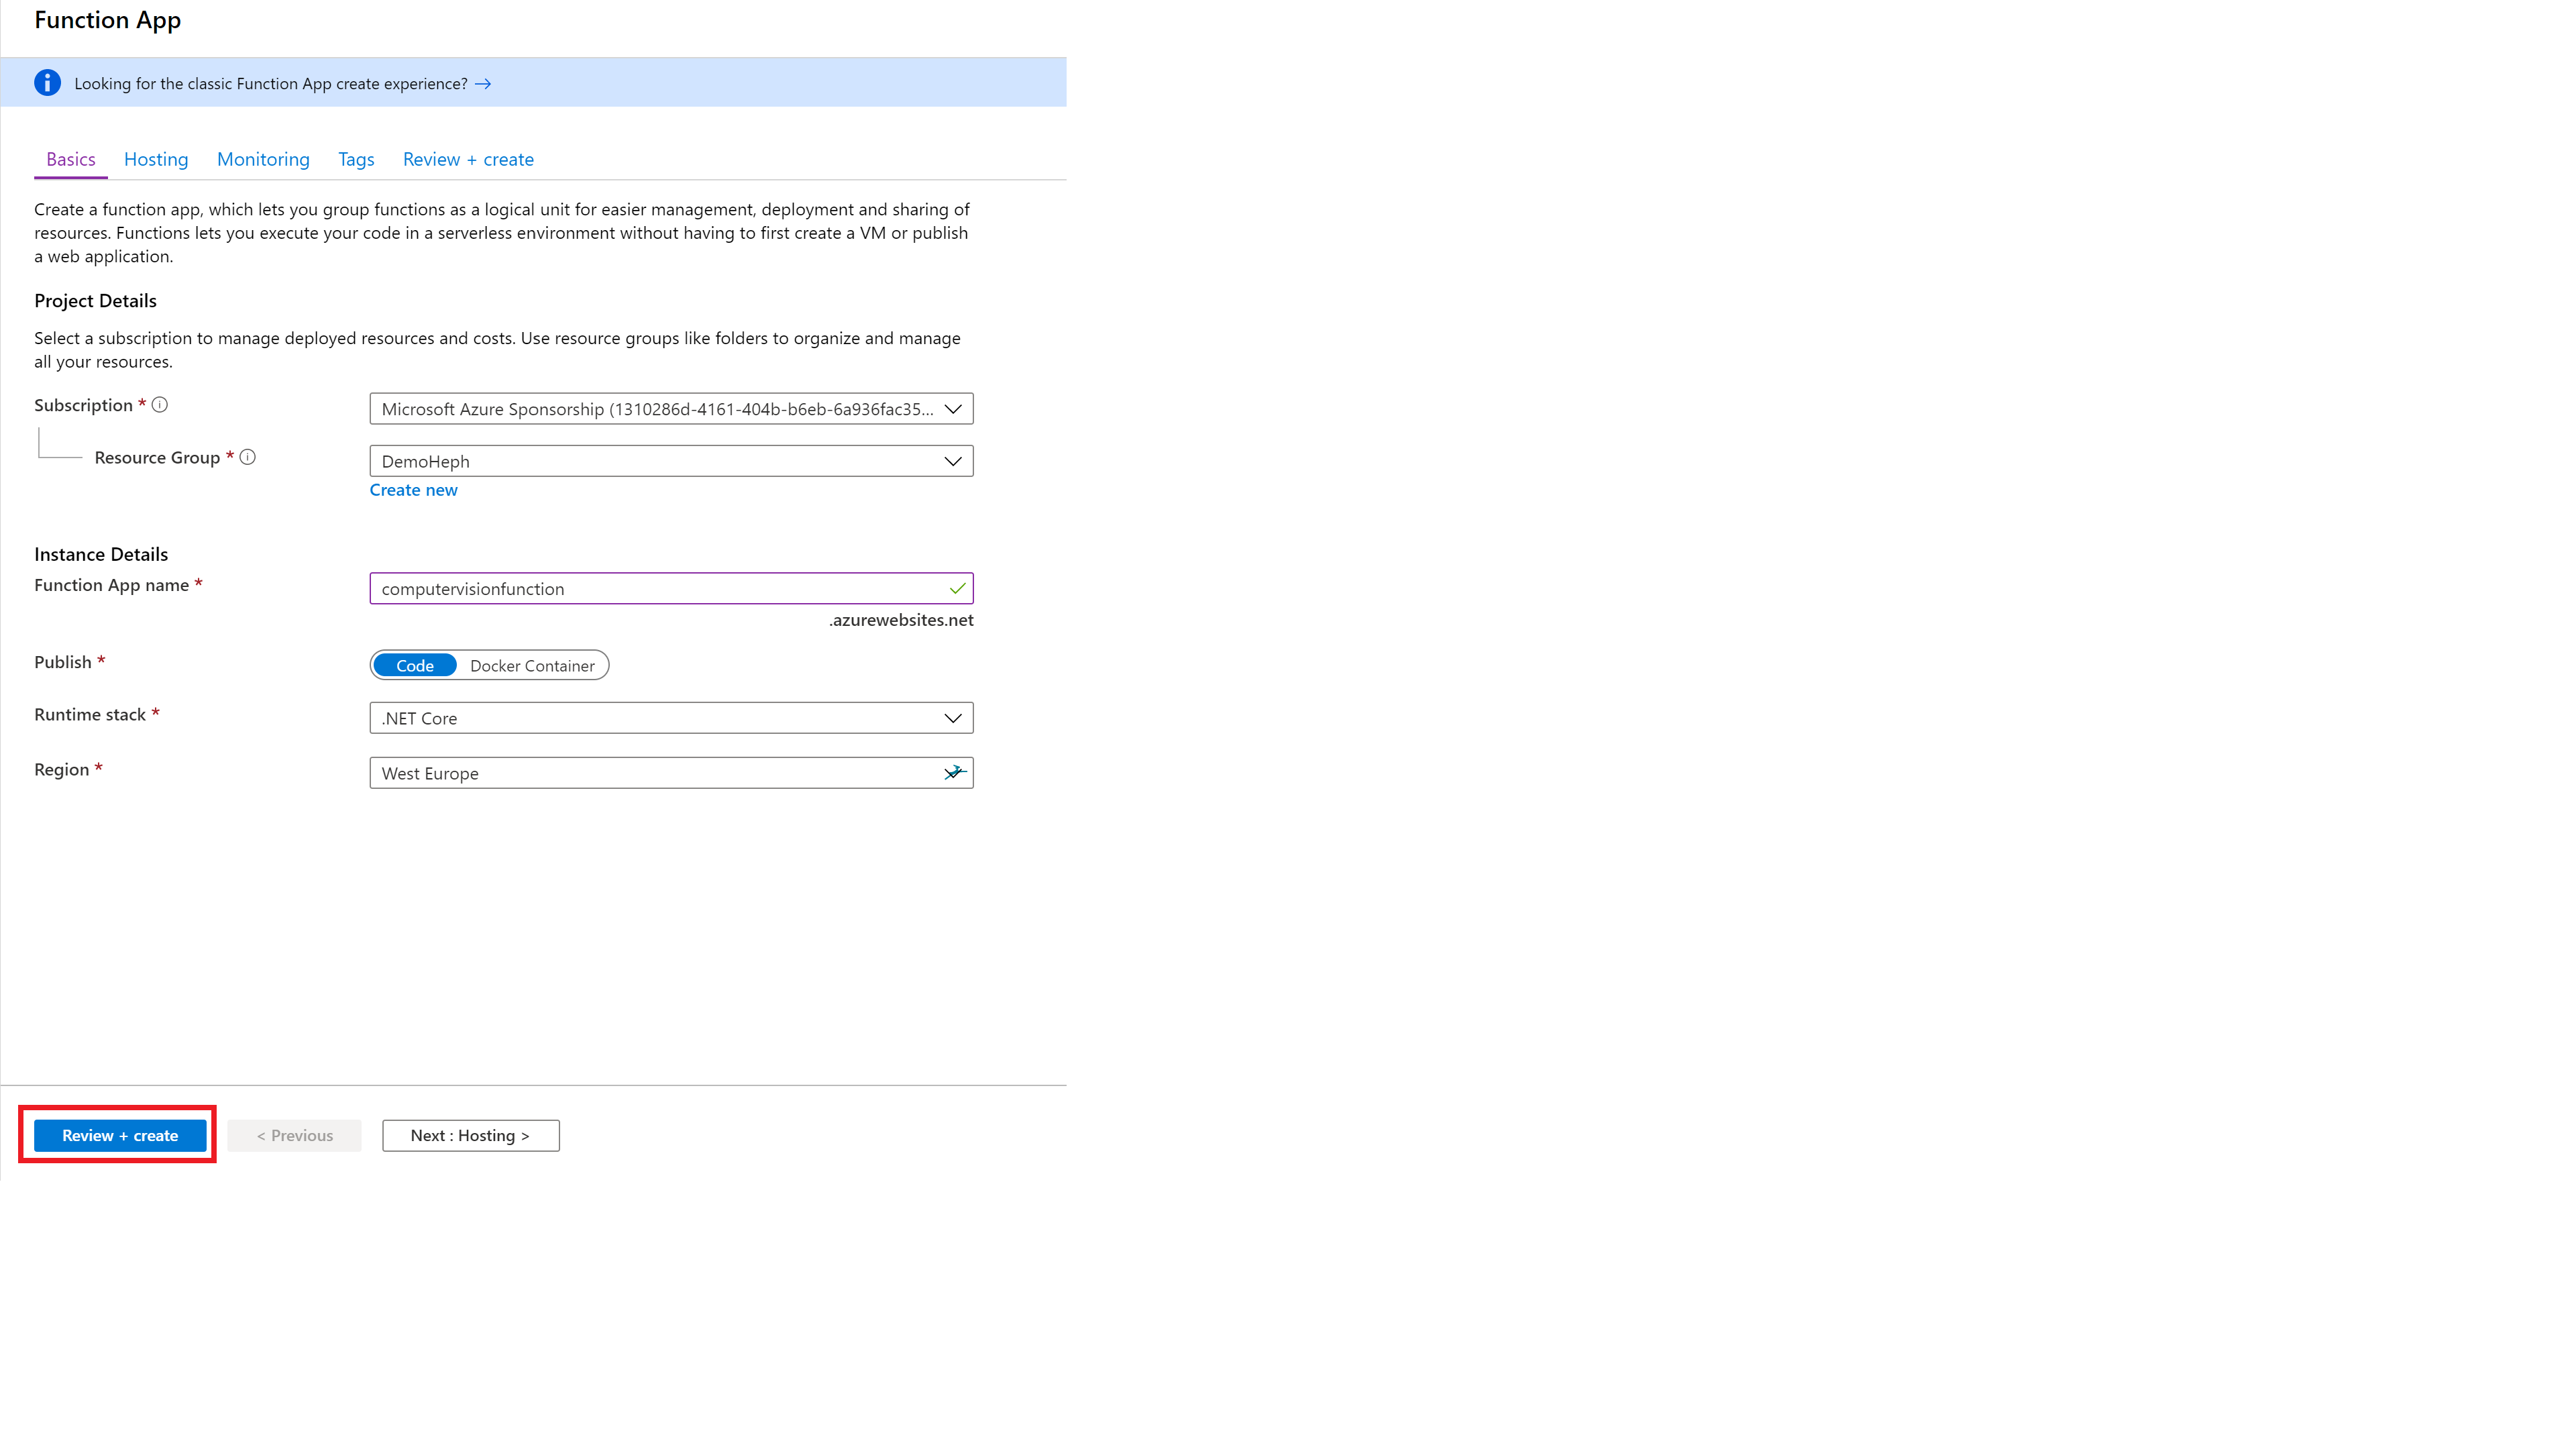 Function App
Looking for the classic Function App create experience? →
Basics Hosting Monitoring Tags Review + create
Create a function app, which lets you group functions as a logical unit for easier management, deployment and sharing of
resources. Functions lets you execute your code in a serverless environment without having to first create a VM or publish
a web application.
Project Details
Select a subscription to manage deployed resources and costs. Use resource groups like folders to organize and manage
all your resources.
Subscription *
Microsoft Azure Sponsorship (1310286d-4161-404b-b6eb-6a936fac35...
Resource Group *
DemoHeph
Create new
Instance Details
Function App name *
computervisionfunction
.azurewebsites.net
Publish *
Code Docker Container
Runtime stack *
.NET Core
Region *
West Europe
Review + create < Previous Next : Hosting >